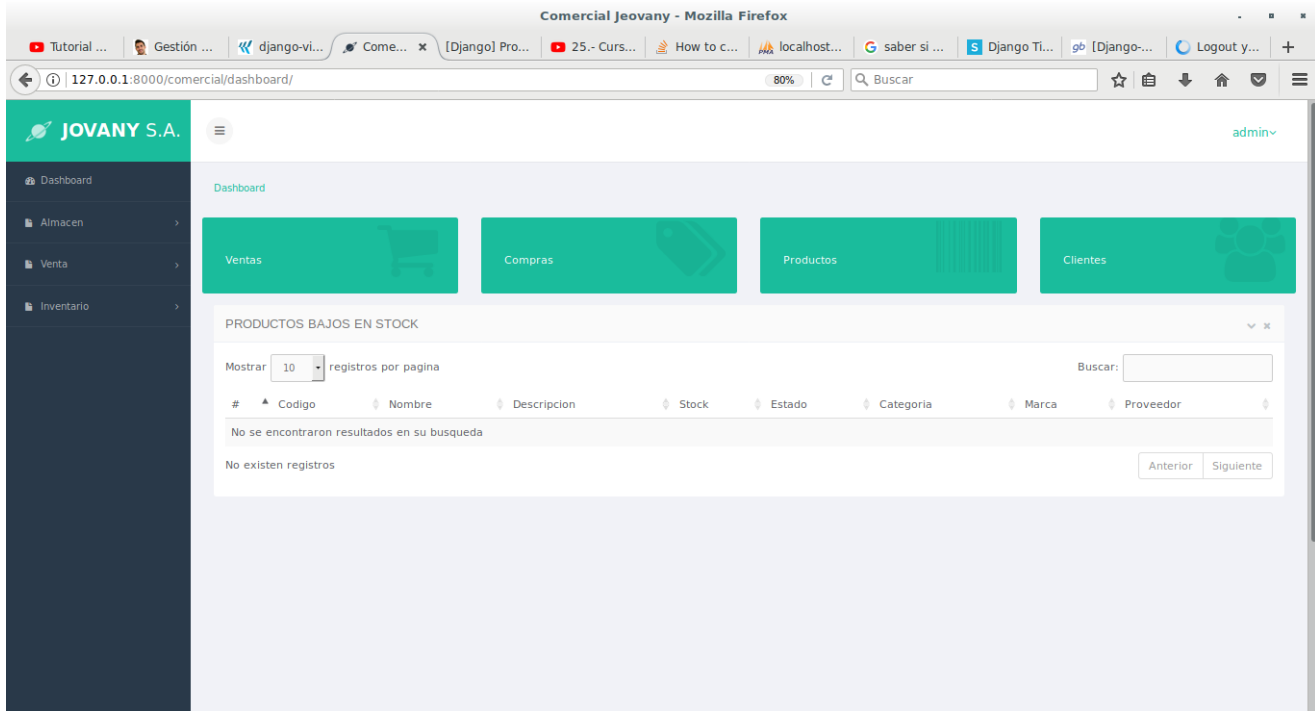 Comercial Jeovany - Mozilla Firefox
Tutorial ...
Gestión ...
django-vi...
Come...
[Django] Pro...
25.- Curs...
How to c...
localhost...
saber si ...
Django Ti...
[Django-...
Logout y...
127.0.0.1:8000/comercial/dashboard/
80%
Buscar
JOVANY S.A.
admin
Dashboard
Almacen
Venta
Inventario
Dashboard
Ventas
Compras
Productos
Clientes
PRODUCTOS BAJOS EN STOCK
Mostrar 10 registros por pagina
Buscar:
# Codigo Nombre Descripcion Stock Estado Categoria Marca Proveedor
No se encontraron resultados en su busqueda
No existen registros
Anterior Siguiente